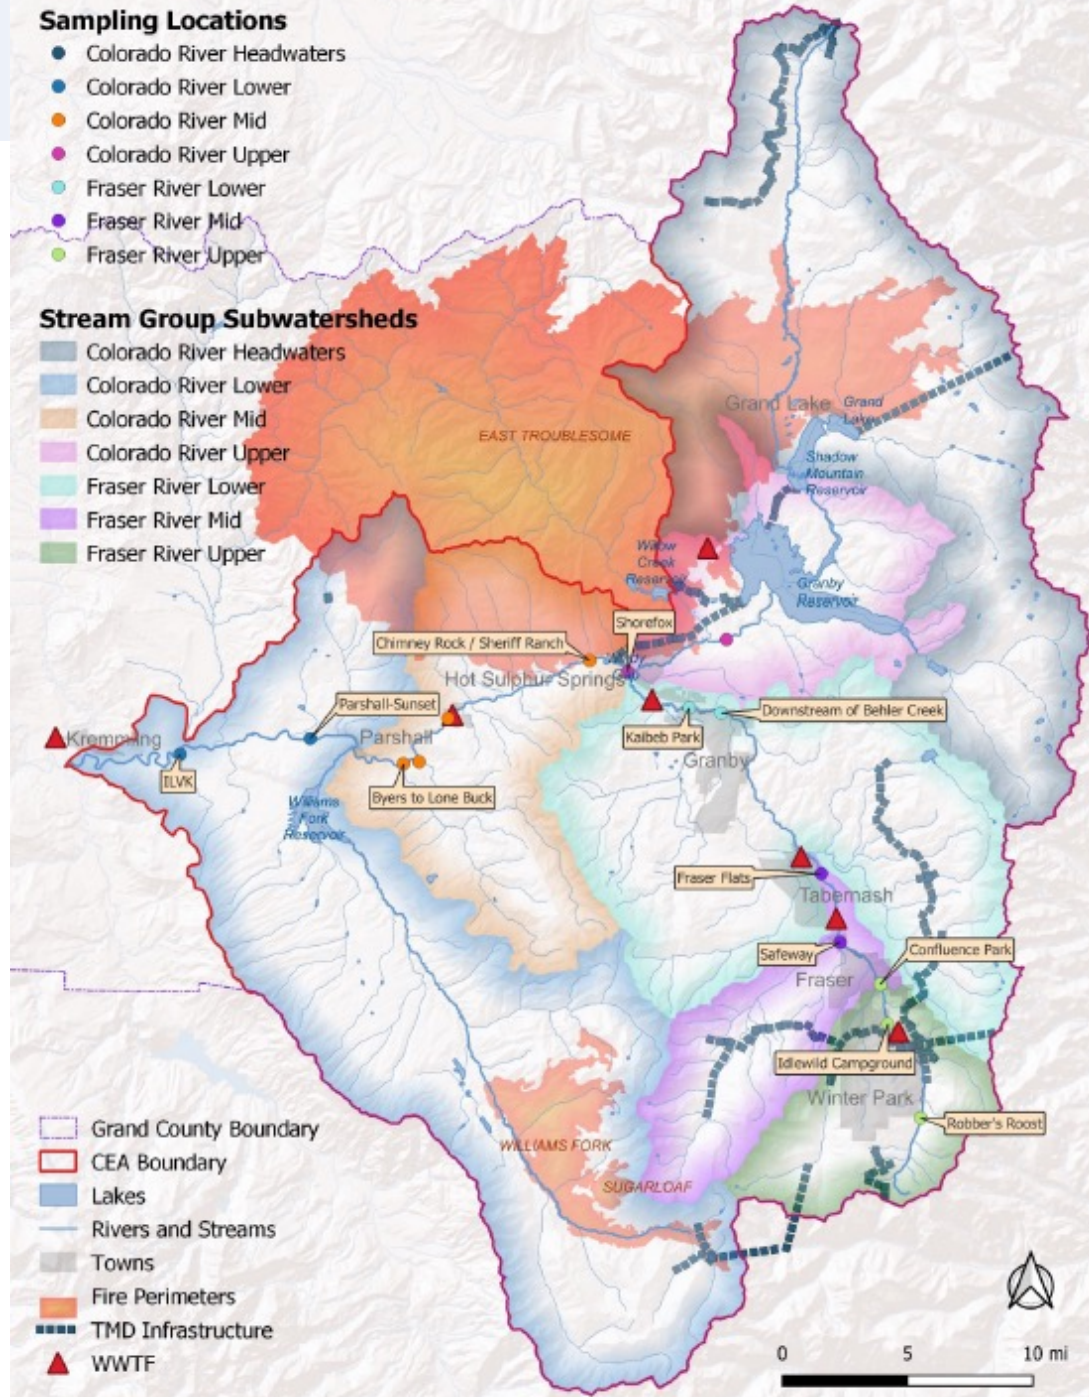 Sampling Locations
Colorado River Headwaters
Colorado River Lower
Colorado River Mid
Colorado River Upper
Fraser River Lower
Fraser River Mid
Fraser River Upper
Stream Group Subwatersheds
Colorado River Headwaters
Colorado River Lower
Colorado River Mid
Colorado River Upper
Fraser River Lower
Fraser River Mid
Fraser River Upper
Grand Lake
Grand
Lake
EAST TROUBLESOME
Shadow
Mountain
Reservoir
Willow
Creek
Reservoir
Granby
Reservoir
Shorefox
Chimney Rock / Sheriff Ranch
Hot Sulphur Springs
Parshall-Sunset
Downstream of Behler Creek
Kremmling
Parshall
Kaibeb Park
Granby
ILVK
Byers to Lone Buck
Williams
Fork
Reservoir
Fraser Flats
Tabernash
Safeway
Confluence Park
Fraser
Idlewild Campground
Winter Park
Robber's Roost
WILLIAMS FORK
SUGARLOAF
Grand County Boundary
CEA Boundary
Lakes
Rivers and Streams
Towns
Fire Perimeters
TMD Infrastructure
WWTF
0 5 10 mi